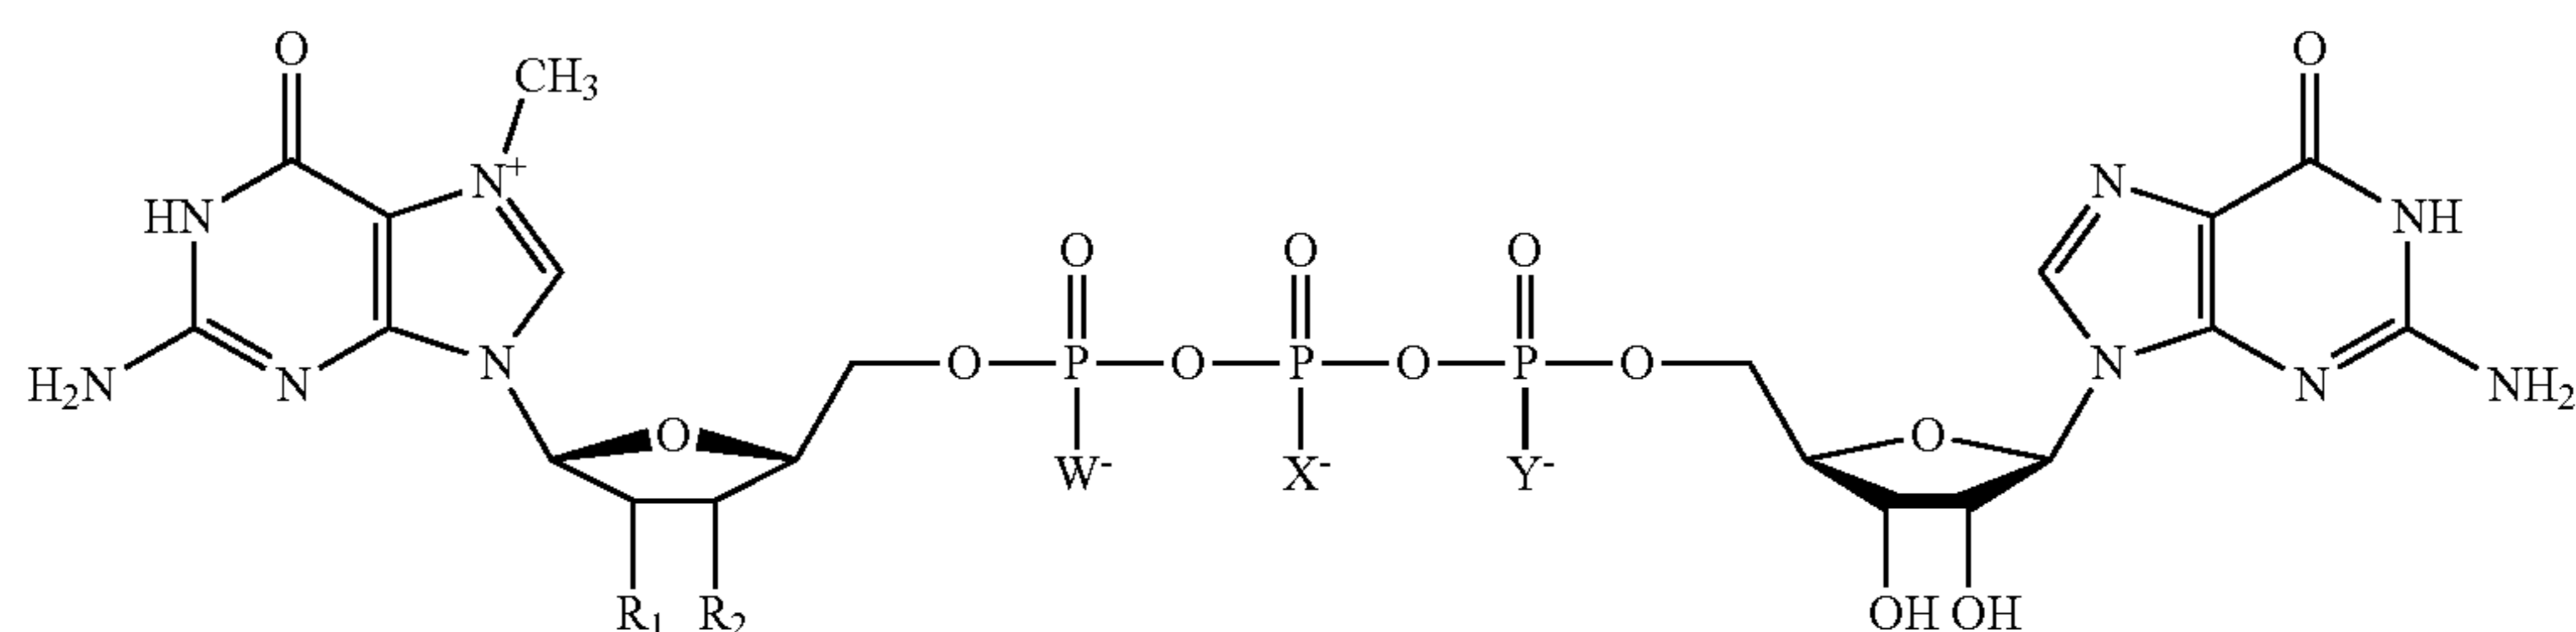 O CH₃ O
N⁺ N
HN O O O NH
H₂N N N O P O P O P O N N NH₂
O W⁻ X⁻ Y⁻ O
R₁ R₂ OH OH